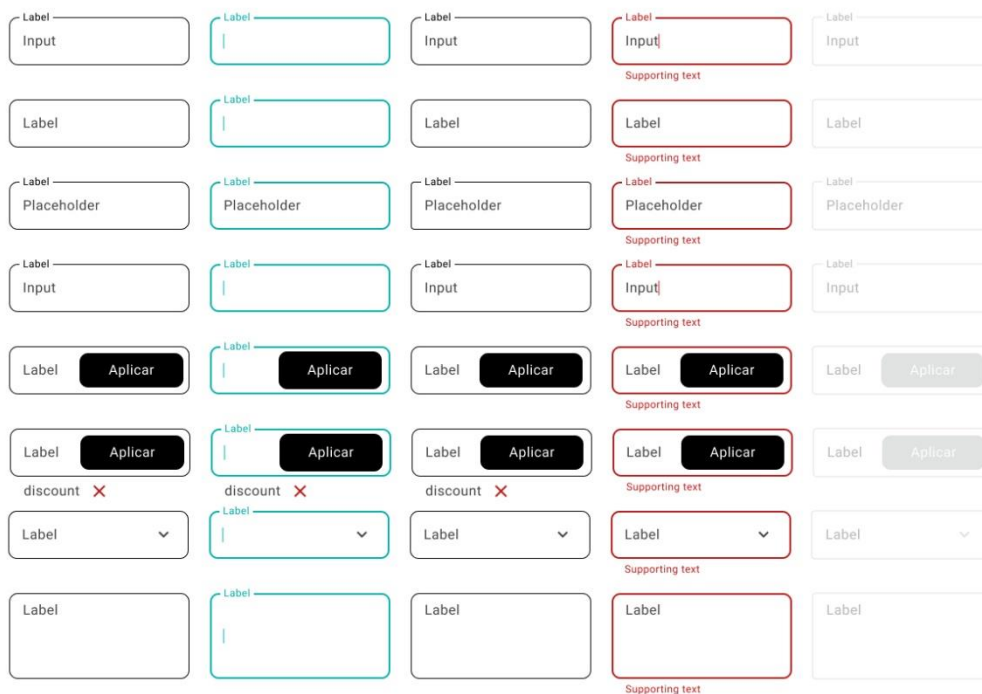 Label Label Label Label Label
Input Input Input Input
Supporting text
Label
Label Label Label Label
Supporting text
Label Label Label Label Label
Placeholder Placeholder Placeholder Placeholder Placeholder
Supporting text
Label Label Label Label Label
Input Input Input Input
Supporting text
Label
Label Aplicar Aplicar Label Aplicar Label Aplicar Label Aplicar
Supporting text
Label
Label Aplicar Aplicar Label Aplicar Label Aplicar Label Aplicar
discount discount discount Supporting text
Label
Label Label Label Label
Supporting text
Label
Label Label Label Label
Supporting text